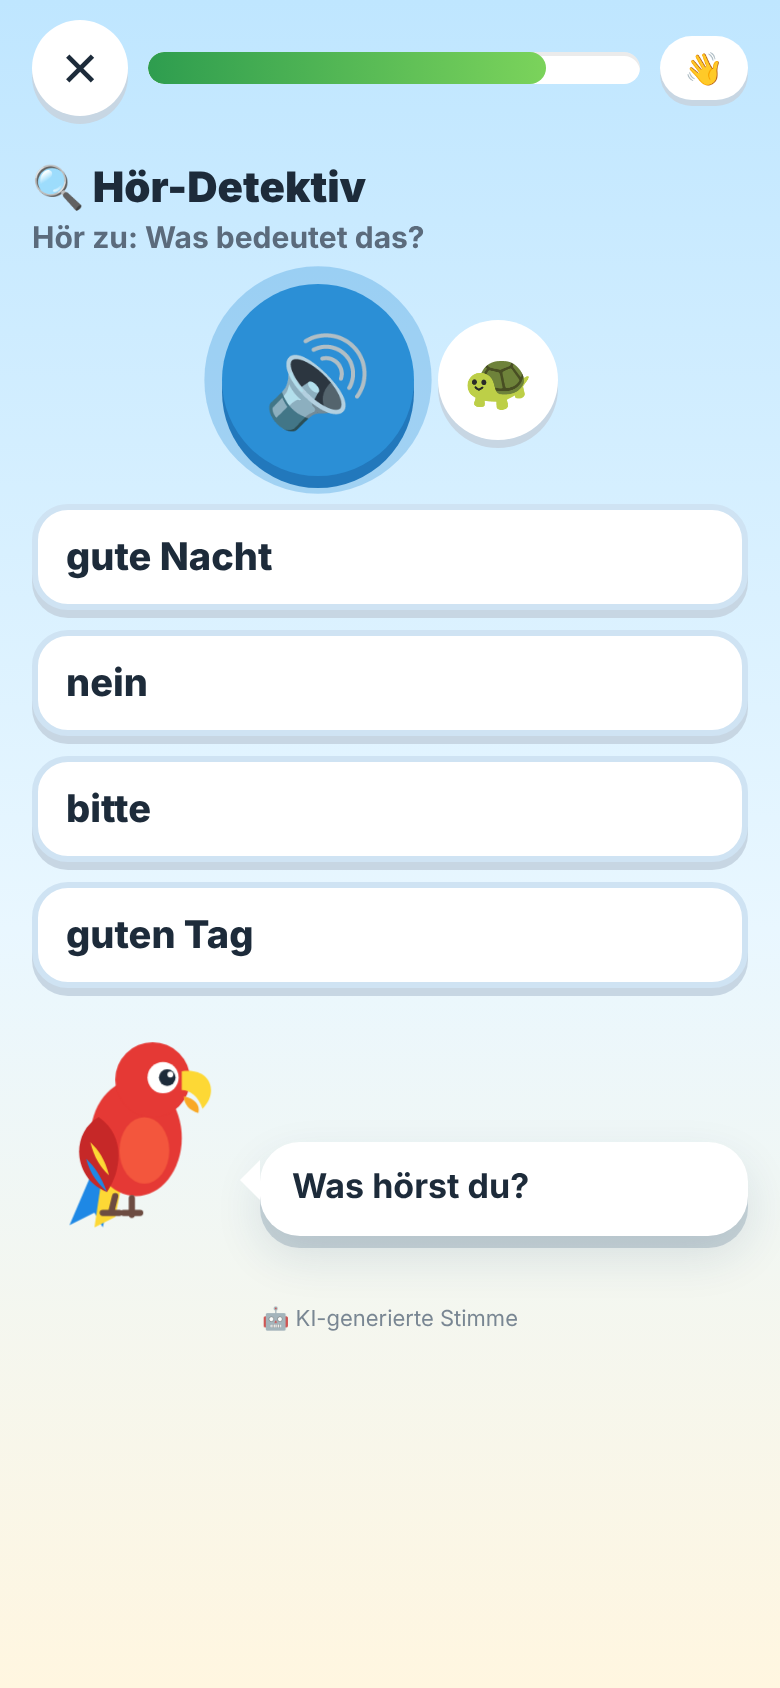 Hör-Detektiv
Hör zu: Was bedeutet das?
gute Nacht
nein
bitte
guten Tag
Was hörst du?
KI-generierte Stimme